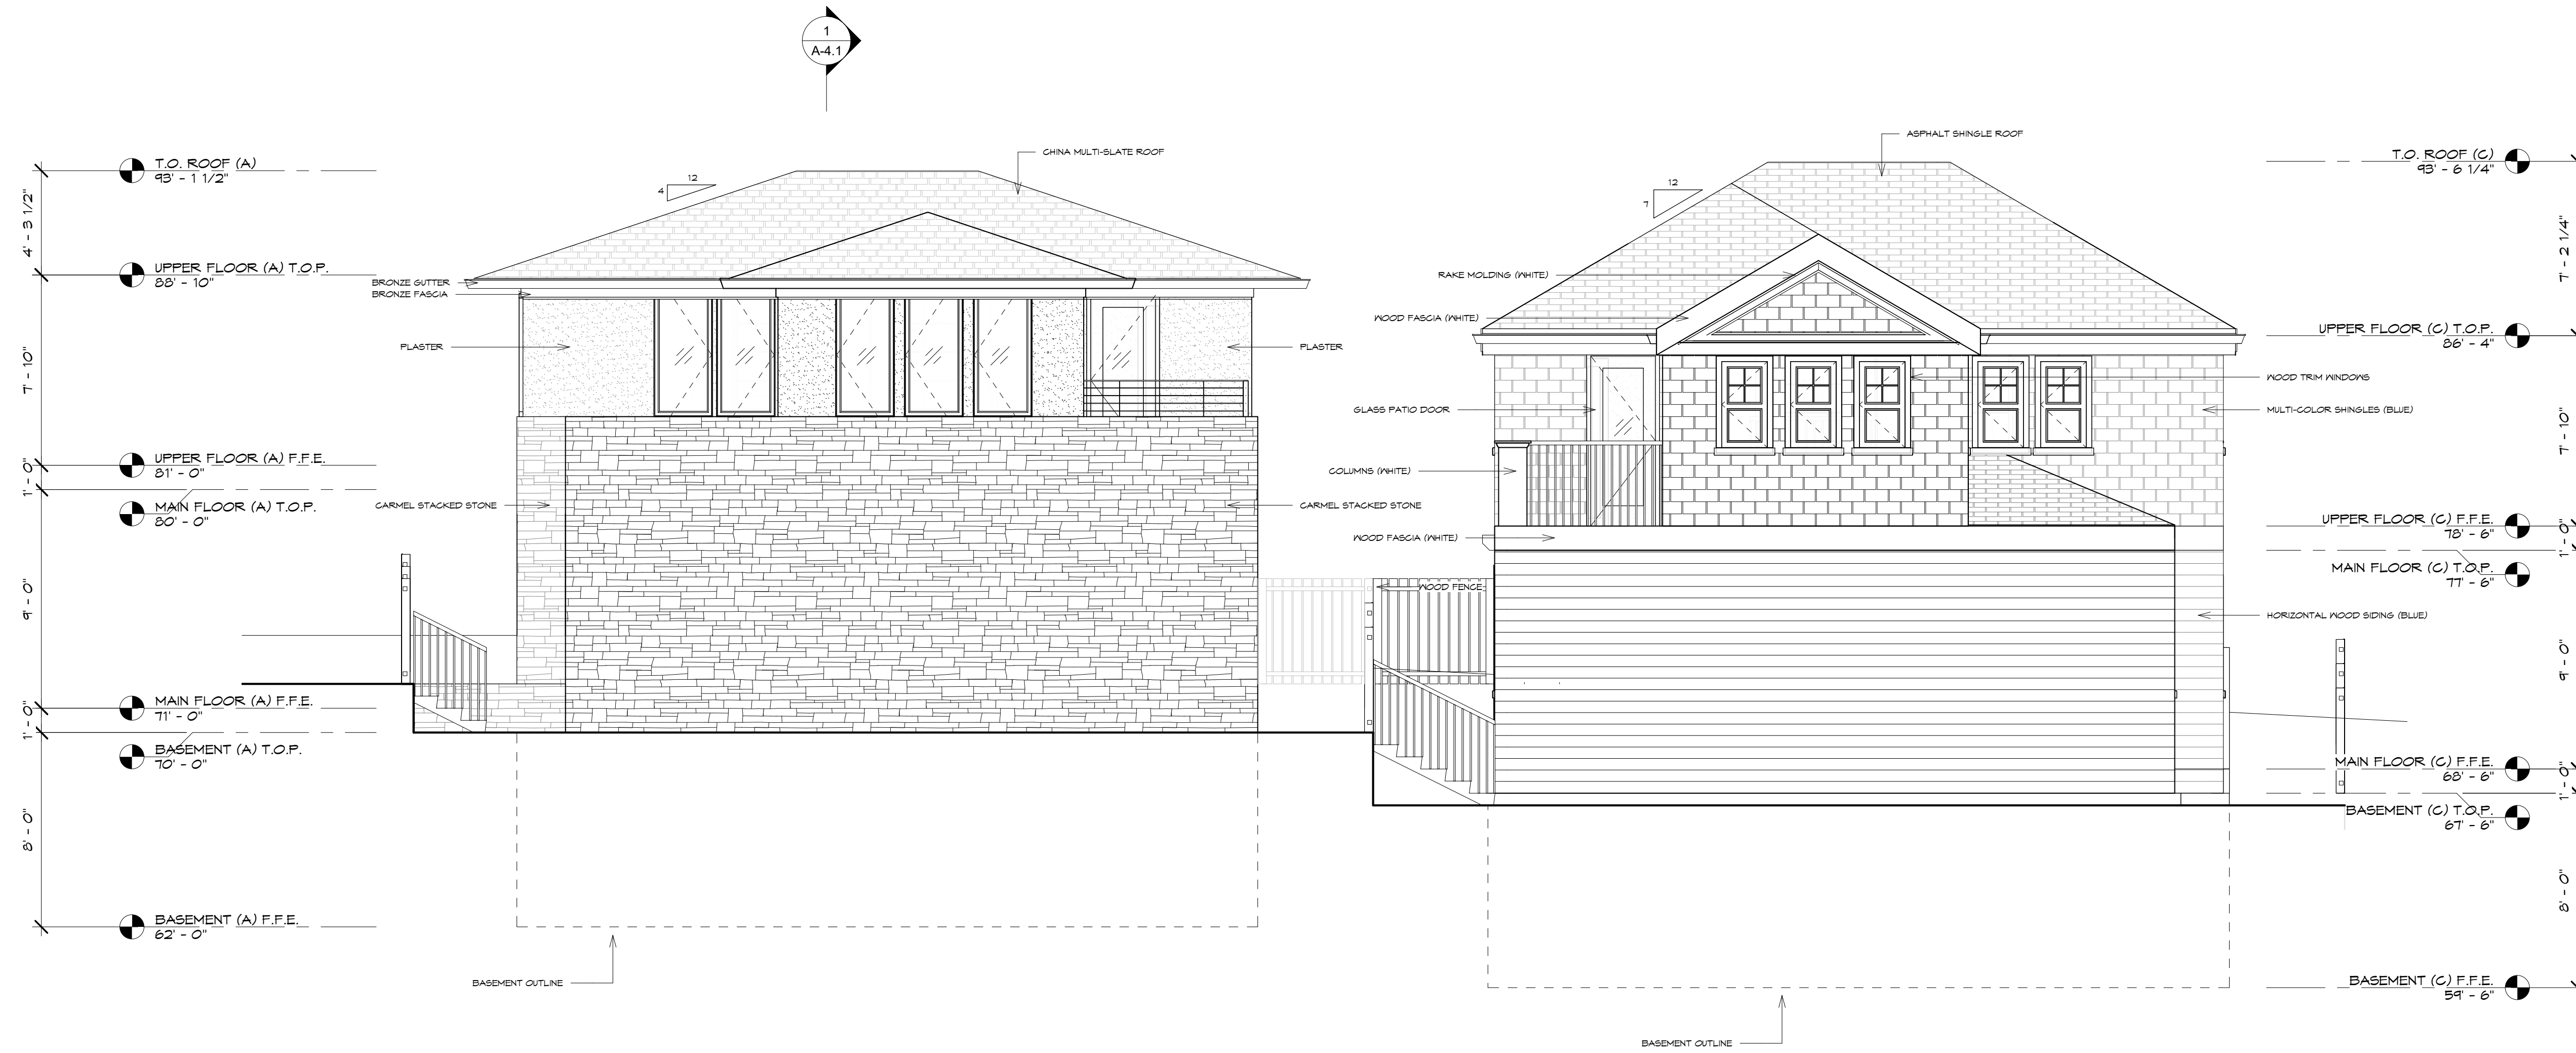 1
A-4.1
T.O. ROOF (A)
93' - 1 1/2"
4' - 3 1/2"
UPPER FLOOR (A) T.O.P.
88' - 10"
7' - 10"
UPPER FLOOR (A) F.F.E.
81' - 0"
1' - 0"
MAIN FLOOR (A) T.O.P.
80' - 0"
9' - 0"
MAIN FLOOR (A) F.F.E.
71' - 0"
1' - 0"
BASEMENT (A) T.O.P.
70' - 0"
8' - 0"
BASEMENT (A) F.F.E.
62' - 0"
12
4
CHINA MULTI-SLATE ROOF
BRONZE GUTTER
BRONZE FASCIA
PLASTER
PLASTER
CARMEL STACKED STONE
CARMEL STACKED STONE
BASEMENT OUTLINE
ASPHALT SHINGLE ROOF
12
7
RAKE MOLDING (WHITE)
WOOD FASCIA (WHITE)
GLASS PATIO DOOR
COLUMNS (WHITE)
WOOD FASCIA (WHITE)
WOOD FENCE
WOOD TRIM WINDOWS
MULTI-COLOR SHINGLES (BLUE)
HORIZONTAL WOOD SIDING (BLUE)
BASEMENT OUTLINE
T.O. ROOF (C)
93' - 6 1/4"
7' - 2 1/4"
UPPER FLOOR (C) T.O.P.
86' - 4"
7' - 10"
UPPER FLOOR (C) F.F.E.
78' - 6"
1' - 0"
MAIN FLOOR (C) T.O.P.
77' - 6"
9' - 0"
MAIN FLOOR (C) F.F.E.
68' - 6"
1' - 0"
BASEMENT (C) T.O.P.
67' - 6"
8' - 0"
BASEMENT (C) F.F.E.
59' - 6"